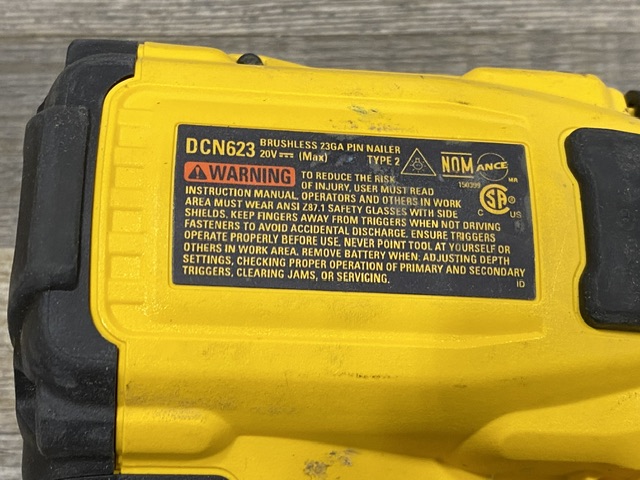 DCN623 BRUSHLESS 23GA PIN NAILER
20V⎓ (Max) TYPE 2
NOM ANCE
MR
150399
C SA US
WARNING TO REDUCE THE RISK
OF INJURY, USER MUST READ
INSTRUCTION MANUAL. OPERATORS AND OTHERS IN WORK
AREA MUST WEAR ANSI Z87.1 SAFETY GLASSES WITH SIDE
SHIELDS. KEEP FINGERS AWAY FROM TRIGGERS WHEN NOT DRIVING
FASTENERS TO AVOID ACCIDENTAL DISCHARGE. ENSURE TRIGGERS
OPERATE PROPERLY BEFORE USE. NEVER POINT TOOL AT YOURSELF OR
OTHERS IN WORK AREA. REMOVE BATTERY WHEN: ADJUSTING DEPTH
SETTINGS, CHECKING PROPER OPERATION OF PRIMARY AND SECONDARY
TRIGGERS, CLEARING JAMS, OR SERVICING.
ID